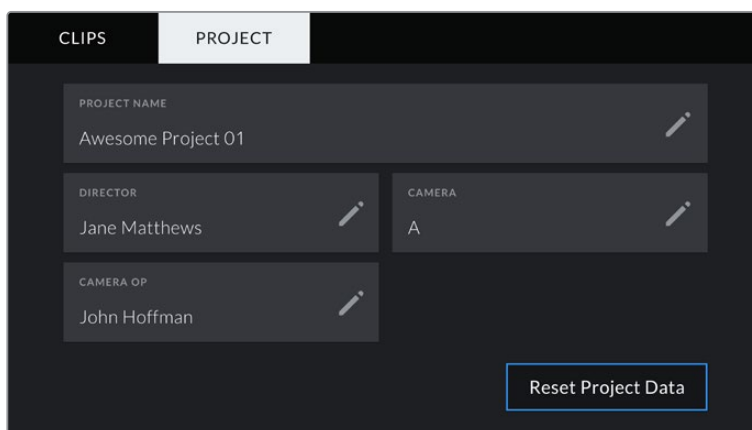 CLIPS PROJECT
PROJECT NAME
Awesome Project 01
DIRECTOR
Jane Matthews
CAMERA
A
CAMERA OP
John Hoffman
Reset Project Data